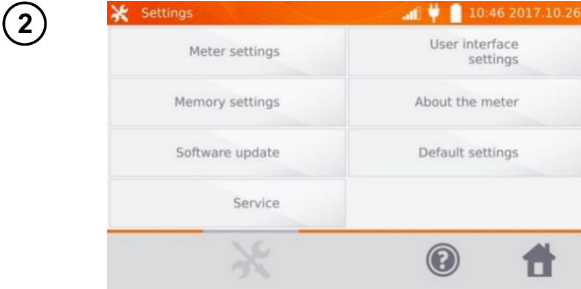 2
Settings 10:46 2017.10.26
Meter settings
User interface
settings
Memory settings
About the meter
Software update
Default settings
Service
?